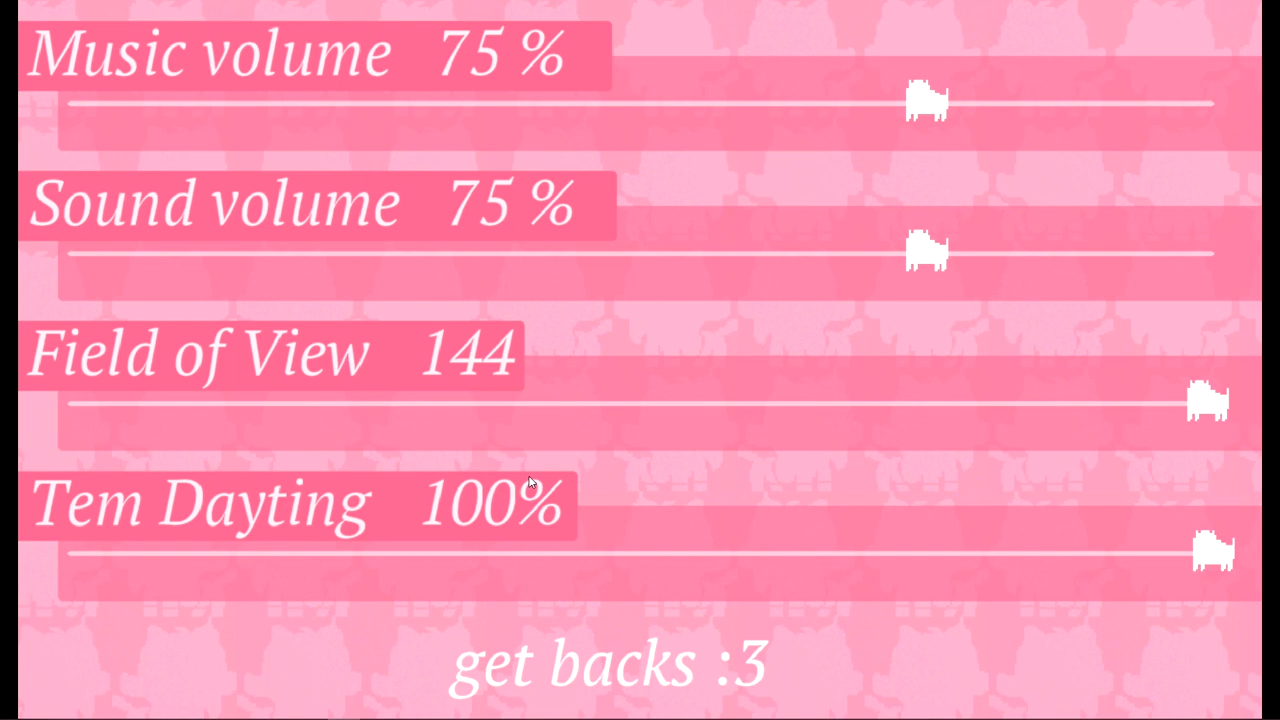 Music volume 75 %
Sound volume 75 %
Field of View 144
Tem Dayting 100%
get backs :3